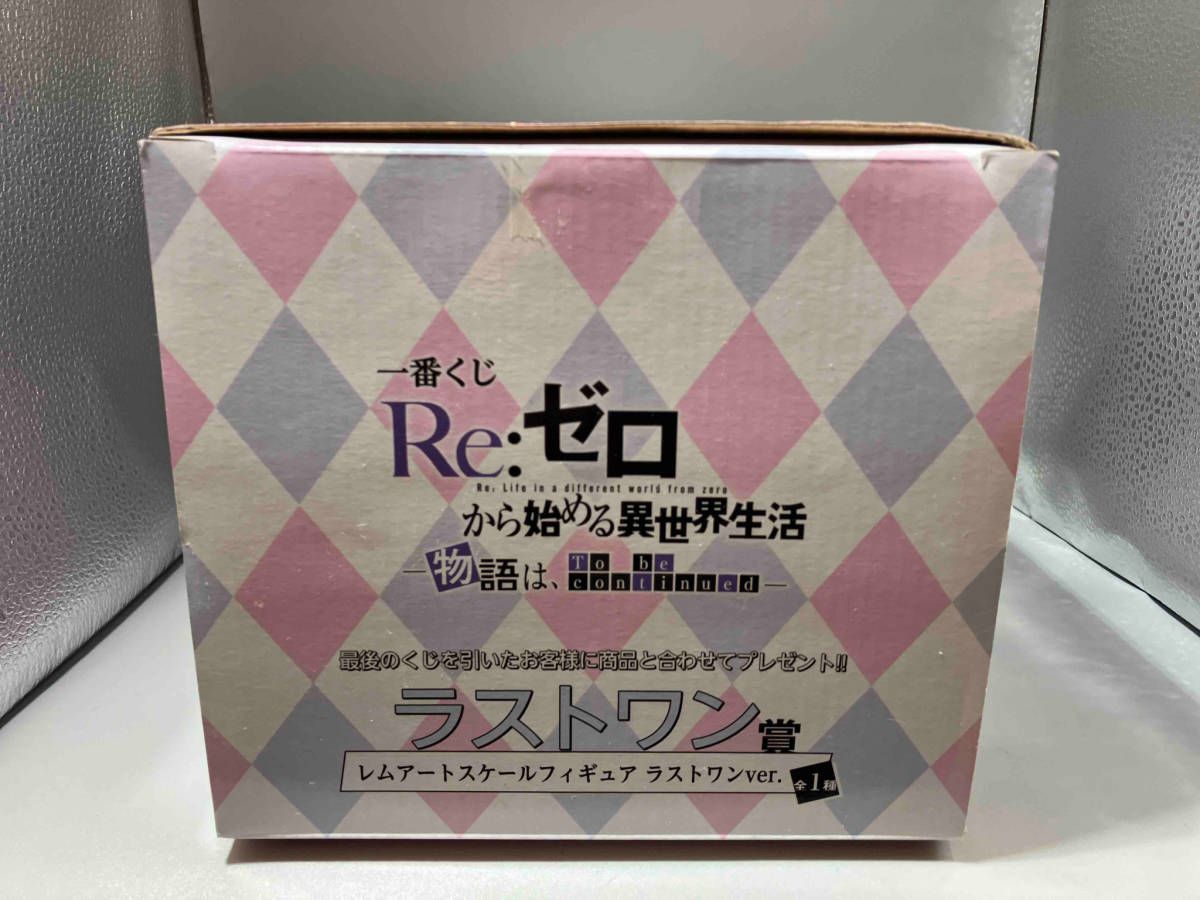 一番くじ
Re:ゼロ
Re: Life in a different world from zero
から始める異世界生活
―物語は、To be continued―
最後のくじを引いたお客様に商品と合わせてプレゼント!!
ラストワン賞
レムアートスケールフィギュア ラストワンver. 全1種